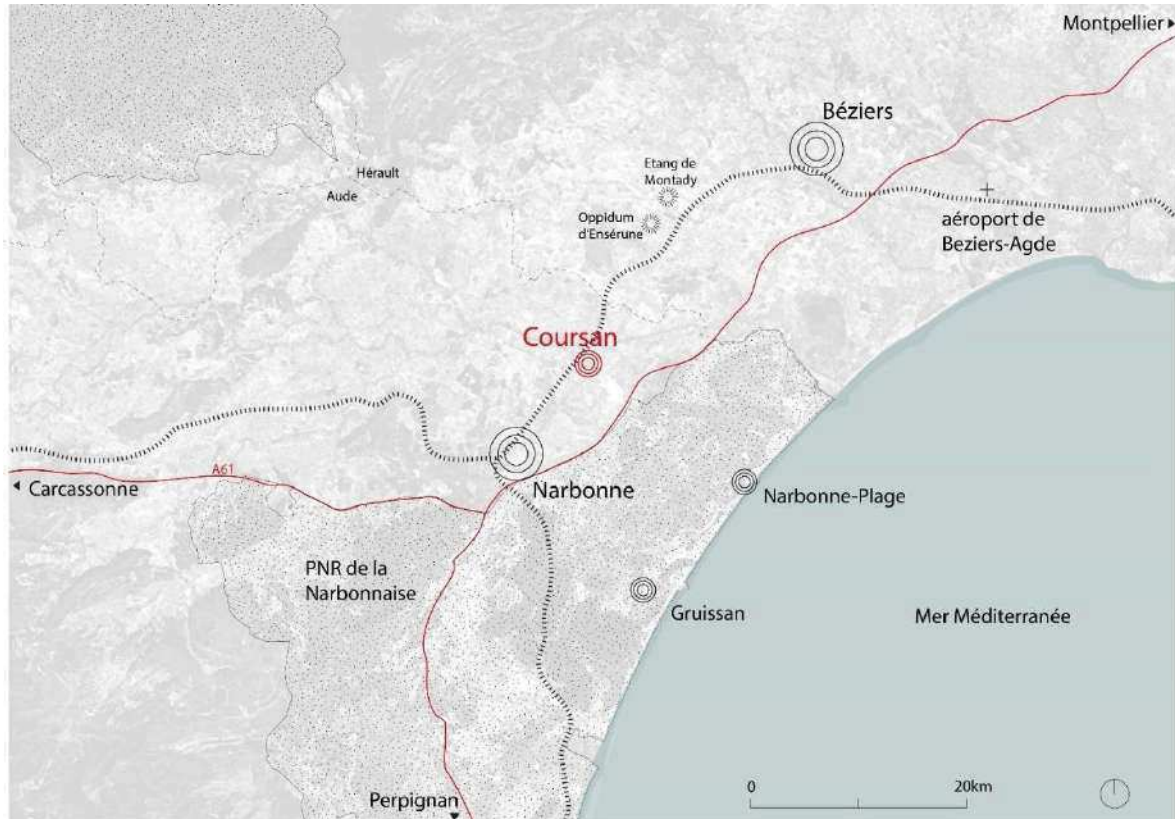 Montpellier
Béziers
Etang de
Montady
Hérault
Aude
Oppidum
d'Ensérune
aéroport de
Beziers-Agde
Coursan
A61
Carcassonne
Narbonne
Narbonne-Plage
PNR de la
Narbonnaise
Gruissan
Mer Méditerranée
0
20km
Perpignan